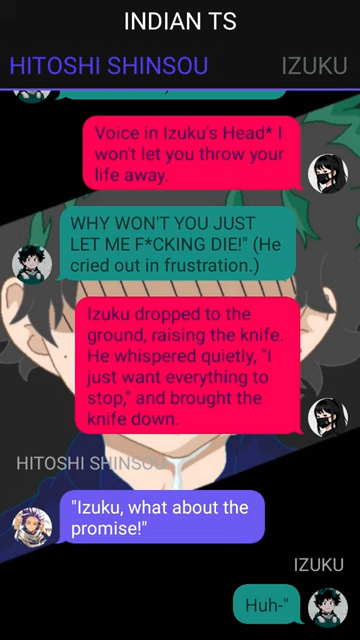 INDIAN TS
HITOSHI SHINSOU
IZUKU
Voice in Izuku's Head* I
won't let you throw your
life away.
WHY WON'T YOU JUST
LET ME F*CKING DIE!" (He
cried out in frustration.)
Izuku dropped to the
ground, raising the knife.
He whispered quietly, "I
just want everything to
stop," and brought the
knife down.
HITOSHI SHINSOU
"Izuku, what about the
promise!"
IZUKU
Huh-"